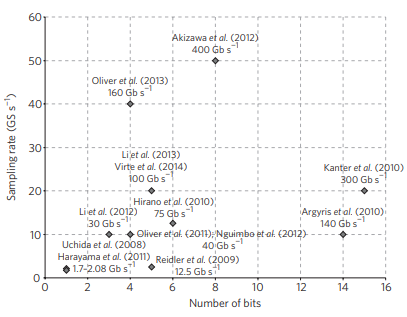 60
50
40
30
20
10
0
Sampling rate (GS s⁻¹)
Akizawa et al. (2012)
400 Gb s⁻¹
Oliver et al. (2013)
160 Gb s⁻¹
Li et al. (2013)
Virte et al. (2014)
100 Gb s⁻¹
Kanter et al. (2010)
300 Gb s⁻¹
Hirano et al. (2010)
75 Gb s⁻¹
Li et al. (2012)
30 Gb s⁻¹
Argyris et al. (2010)
140 Gb s⁻¹
Oliver et al. (2011); Nguimbo et al. (2012)
40 Gb s⁻¹
Uchida et al. (2008)
Harayama et al. (2011)
1.7-2.08 Gb s⁻¹
Reidler et al. (2009)
12.5 Gb s⁻¹
0 2 4 6 8 10 12 14 16
Number of bits